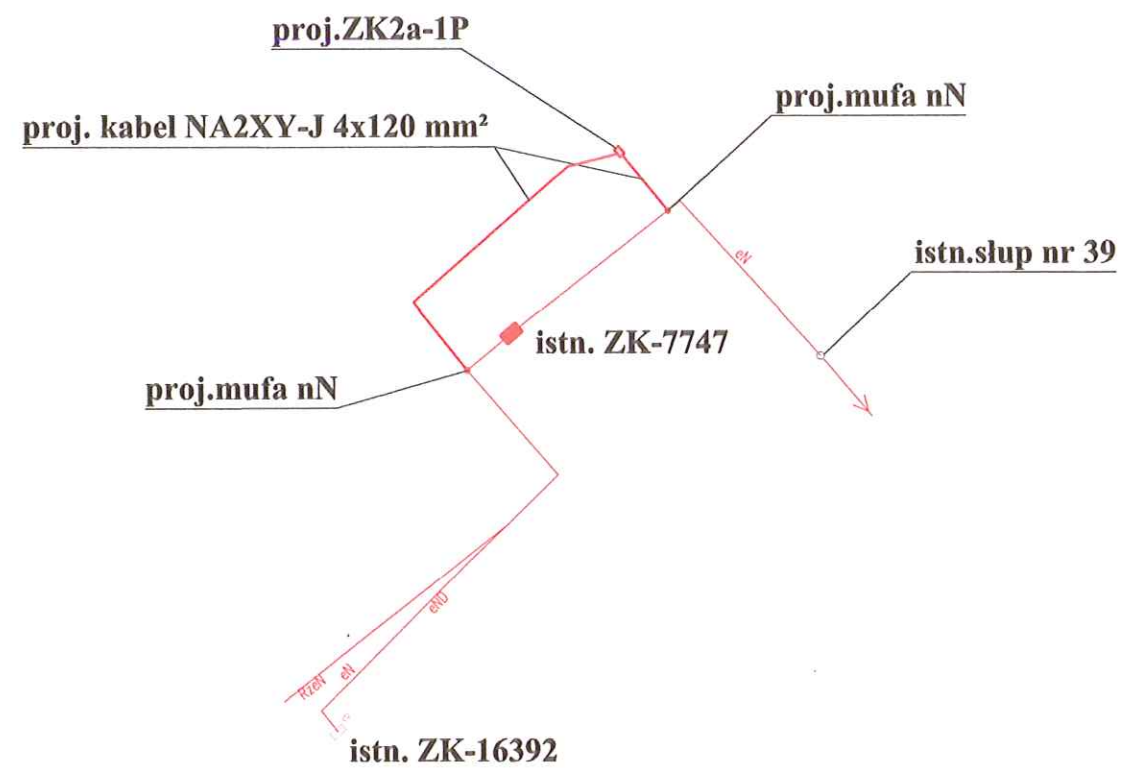 proj.ZK2a-1P
proj.mufa nN
proj. kabel NA2XY-J 4x120 mm²
eN
istn.słup nr 39
istn. ZK-7747
proj.mufa nN
eND
eN
RzeN
istn. ZK-16392